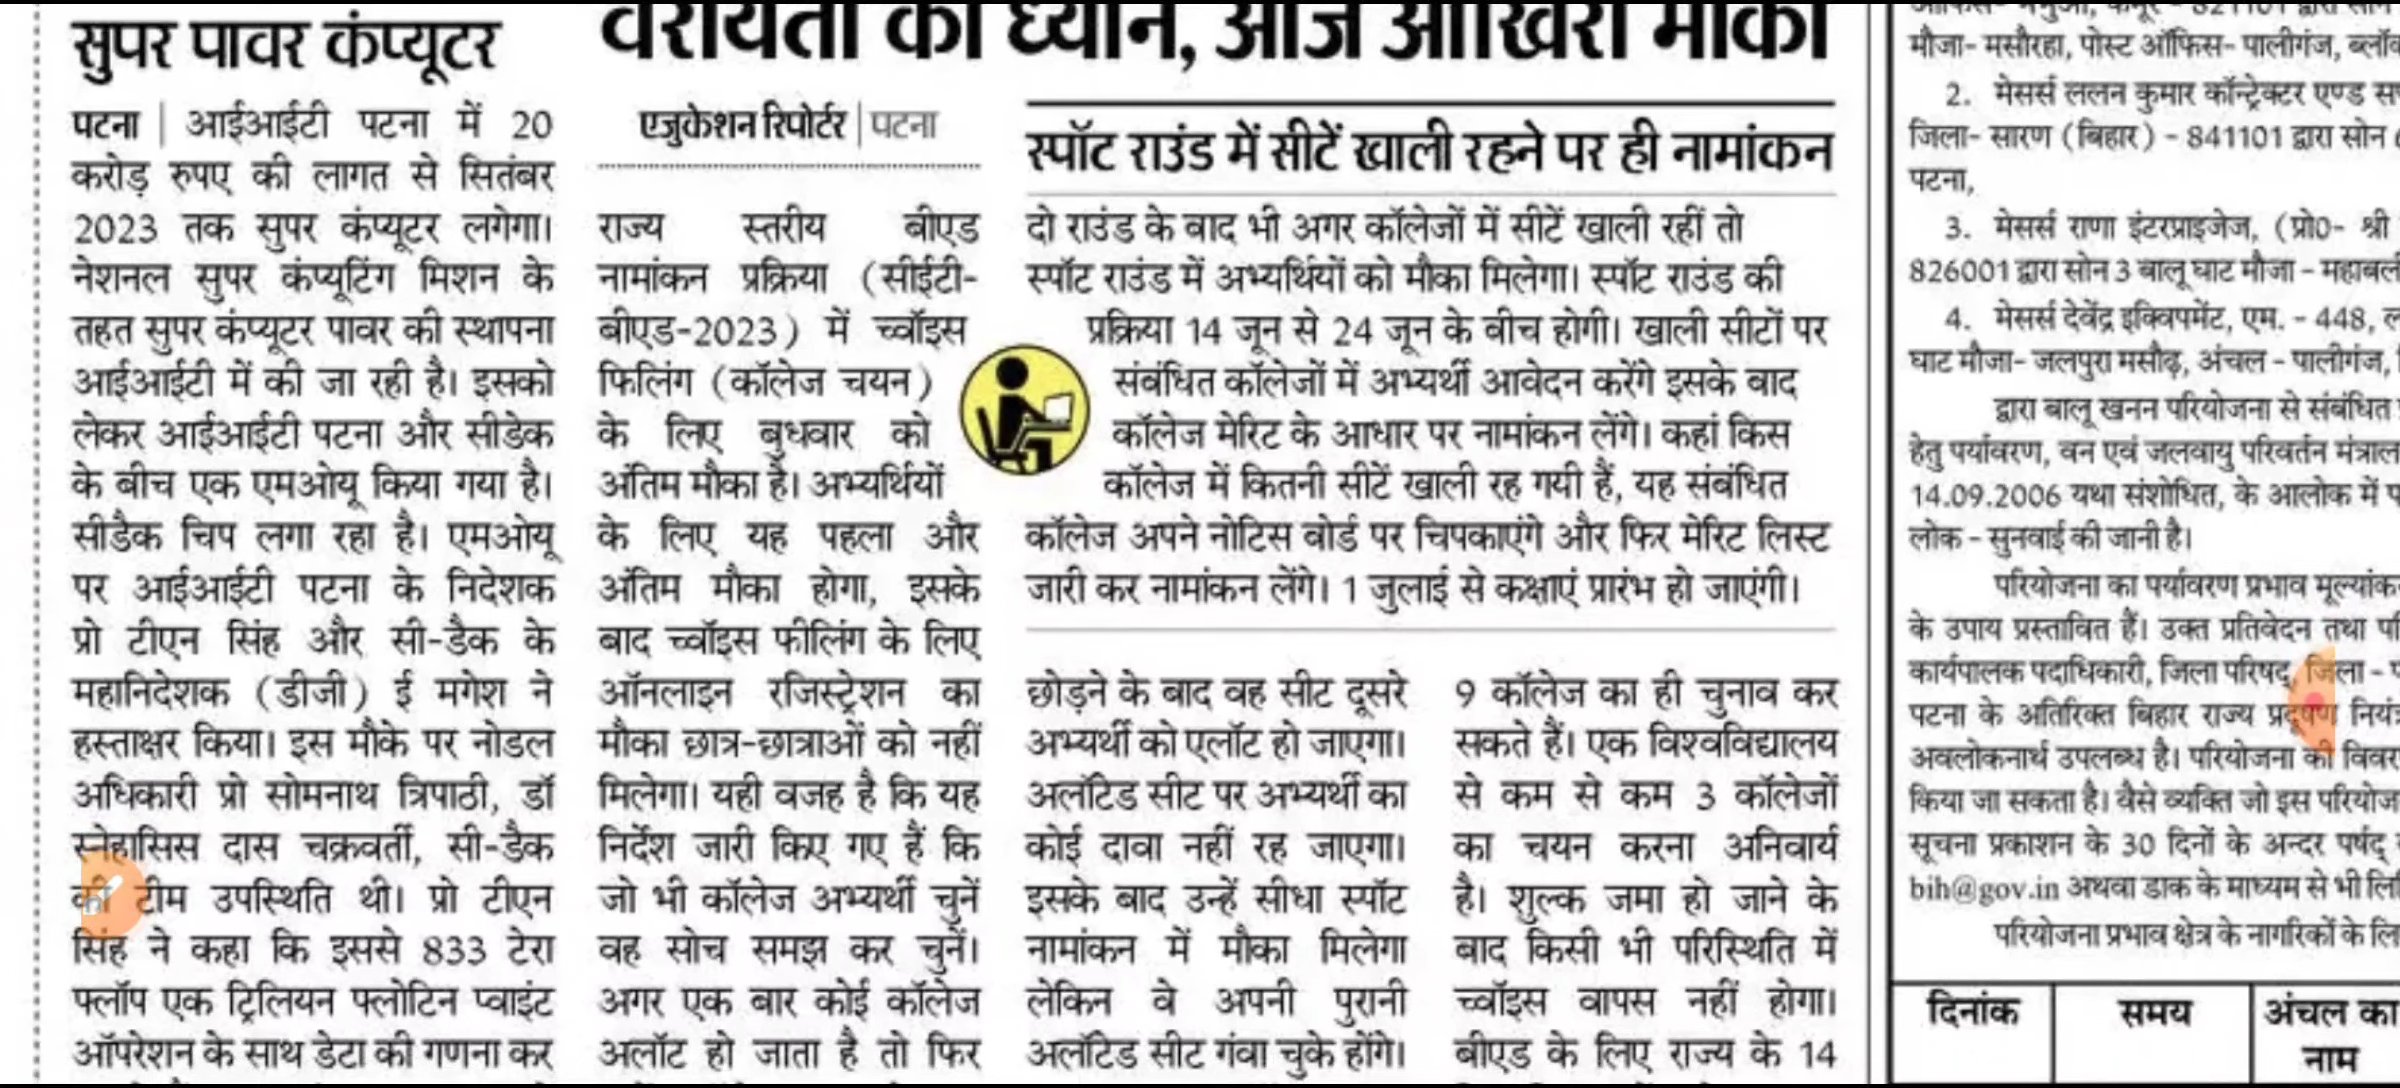 सुपर पावर कंप्यूटर
पटना | आईआईटी पटना में 20
करोड़ रुपए की लागत से सितंबर
2023 तक सुपर कंप्यूटर लगेगा।
नेशनल सुपर कंप्यूटिंग मिशन के
तहत सुपर कंप्यूटर पावर की स्थापना
आईआईटी में की जा रही है। इसको
लेकर आईआईटी पटना और सीडेक
के बीच एक एमओयू किया गया है।
सीडैक चिप लगा रहा है। एमओयू
पर आईआईटी पटना के निदेशक
प्रो टीएन सिंह और सी-डैक के
महानिदेशक (डीजी) ई मगेश ने
हस्ताक्षर किया। इस मौके पर नोडल
अधिकारी प्रो सोमनाथ त्रिपाठी, डॉ
स्नेहासिस दास चक्रवर्ती, सी-डैक
की टीम उपस्थिति थी। प्रो टीएन
सिंह ने कहा कि इससे 833 टेरा
फ्लॉप एक ट्रिलियन फ्लोटिन प्वाइंट
ऑपरेशन के साथ डेटा की गणना कर
वरीयता का ध्यान, आज आखिरी मौका
एजुकेशन रिपोर्टर | पटना
राज्य स्तरीय बीएड
नामांकन प्रक्रिया (सीईटी-
बीएड-2023) में च्वॉइस
फिलिंग (कॉलेज चयन)
के लिए बुधवार को
अंतिम मौका है। अभ्यर्थियों
के लिए यह पहला और
अंतिम मौका होगा, इसके
बाद च्वॉइस फीलिंग के लिए
ऑनलाइन रजिस्ट्रेशन का
मौका छात्र-छात्राओं को नहीं
मिलेगा। यही वजह है कि यह
निर्देश जारी किए गए हैं कि
जो भी कॉलेज अभ्यर्थी चुनें
वह सोच समझ कर चुनें।
अगर एक बार कोई कॉलेज
अलॉट हो जाता है तो फिर
स्पॉट राउंड में सीटें खाली रहने पर ही नामांकन
दो राउंड के बाद भी अगर कॉलेजों में सीटें खाली रहीं तो
स्पॉट राउंड में अभ्यर्थियों को मौका मिलेगा। स्पॉट राउंड की
प्रक्रिया 14 जून से 24 जून के बीच होगी। खाली सीटों पर
संबंधित कॉलेजों में अभ्यर्थी आवेदन करेंगे इसके बाद
कॉलेज मेरिट के आधार पर नामांकन लेंगे। कहां किस
कॉलेज में कितनी सीटें खाली रह गयी हैं, यह संबंधित
कॉलेज अपने नोटिस बोर्ड पर चिपकाएंगे और फिर मेरिट लिस्ट
जारी कर नामांकन लेंगे। 1 जुलाई से कक्षाएं प्रारंभ हो जाएंगी।
छोड़ने के बाद वह सीट दूसरे
अभ्यर्थी को एलॉट हो जाएगा।
अलॉटेड सीट पर अभ्यर्थी का
कोई दावा नहीं रह जाएगा।
इसके बाद उन्हें सीधा स्पॉट
नामांकन में मौका मिलेगा
लेकिन वे अपनी पुरानी
अलॉटेड सीट गंवा चुके होंगे।
9 कॉलेज का ही चुनाव कर
सकते हैं। एक विश्वविद्यालय
से कम से कम 3 कॉलेजों
का चयन करना अनिवार्य
है। शुल्क जमा हो जाने के
बाद किसी भी परिस्थिति में
च्वॉइस वापस नहीं होगा।
बीएड के लिए राज्य के 14
मौजा- मसौरहा, पोस्ट ऑफिस- पालीगंज,
2. मेसर्स ललन कुमार कॉन्ट्रेक्टर एण्ड
जिला- सारण (बिहार) - 841101 द्वारा सोन
पटना,
3. मेसर्स राणा इंटरप्राइजेज, (प्रो0- श्री
826001 द्वारा सोन 3 बालू घाट मौजा -
4. मेसर्स देवेंद्र इक्विपमेंट, एम. - 448,
घाट मौजा- जलपुरा मसौढ़, अंचल - पालीगंज,
द्वारा बालू खनन परियोजना से संबंधित
हेतु पर्यावरण, वन एवं जलवायु परिवर्तन
14.09.2006 यथा संशोधित, के आलोक में
लोक - सुनवाई की जानी है।
परियोजना का पर्यावरण प्रभाव
के उपाय प्रस्तावित हैं। उक्त प्रतिवेदन तथा
कार्यपालक पदाधिकारी, जिला परिषद्, जिला -
पटना के अतिरिक्त बिहार राज्य प्रदूषण
अवलोकनार्थ उपलब्ध है। परियोजना की
किया जा सकता है। वैसे व्यक्ति जो इस
सूचना प्रकाशन के 30 दिनों के अन्दर पर्षद्
bih@gov.in अथवा डाक के माध्यम से भी
परियोजना प्रभाव क्षेत्र के नागरिकों के
दिनांक
समय
अंचल का
नाम